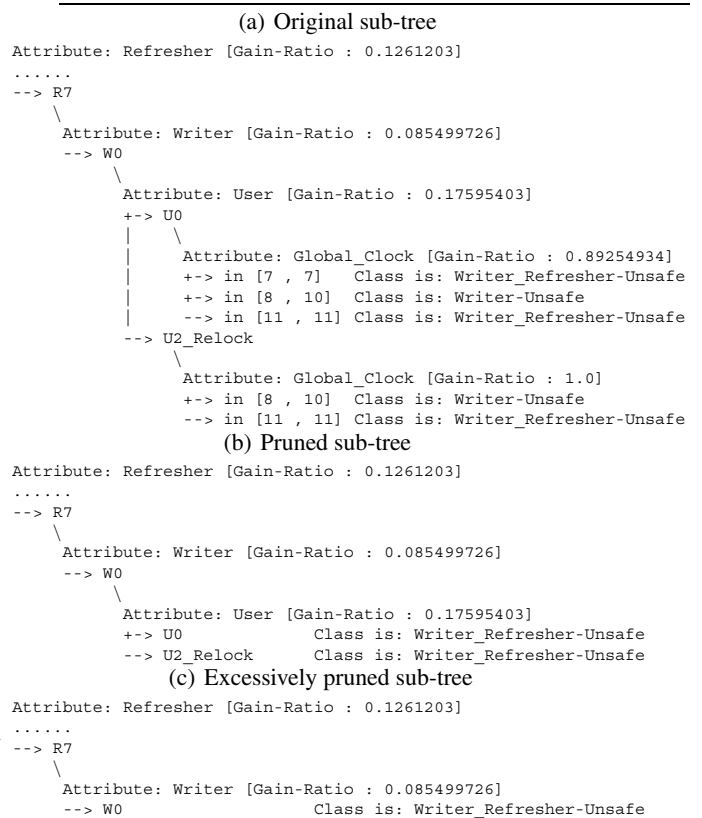 (a) Original sub-tree
Attribute: Refresher [Gain-Ratio : 0.1261203]
......
--> R7
\
Attribute: Writer [Gain-Ratio : 0.085499726]
--> W0
\
Attribute: User [Gain-Ratio : 0.17595403]
+-> U0
| \
| Attribute: Global_Clock [Gain-Ratio : 0.89254934]
| +-> in [7 , 7] Class is: Writer_Refresher-Unsafe
| +-> in [8 , 10] Class is: Writer-Unsafe
| --> in [11 , 11] Class is: Writer_Refresher-Unsafe
--> U2_Relock
\
Attribute: Global_Clock [Gain-Ratio : 1.0]
+-> in [8 , 10] Class is: Writer-Unsafe
--> in [11 , 11] Class is: Writer_Refresher-Unsafe
(b) Pruned sub-tree
Attribute: Refresher [Gain-Ratio : 0.1261203]
......
--> R7
\
Attribute: Writer [Gain-Ratio : 0.085499726]
--> W0
\
Attribute: User [Gain-Ratio : 0.17595403]
+-> U0 Class is: Writer_Refresher-Unsafe
--> U2_Relock Class is: Writer_Refresher-Unsafe
(c) Excessively pruned sub-tree
Attribute: Refresher [Gain-Ratio : 0.1261203]
......
--> R7
\
Attribute: Writer [Gain-Ratio : 0.085499726]
--> W0 Class is: Writer_Refresher-Unsafe